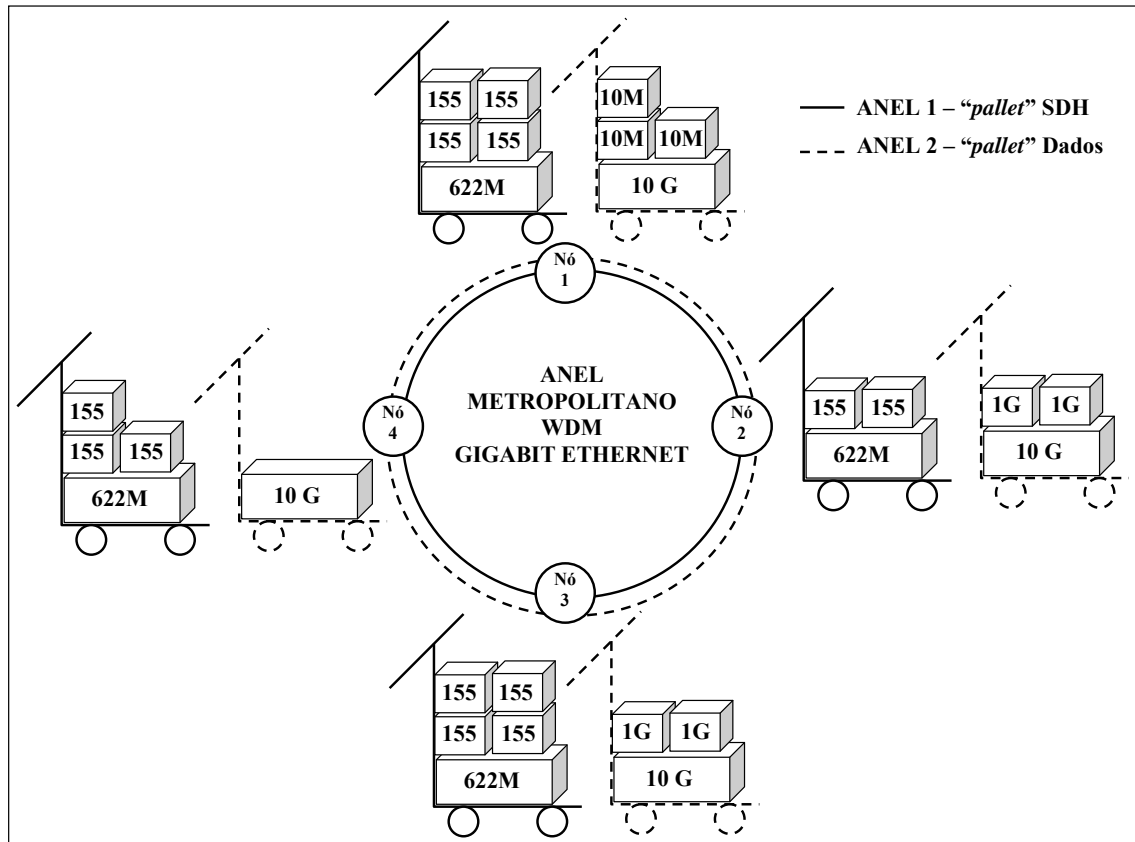 155 155
155 155
622M
10M
10M 10M
10 G
ANEL 1 – “pallet” SDH
ANEL 2 – “pallet” Dados
Nó
1
155
155 155
622M
10 G
Nó
4
ANEL
METROPOLITANO
WDM
GIGABIT ETHERNET
Nó
2
155 155
622M
1G 1G
10 G
Nó
3
155 155
155 155
622M
1G 1G
10 G